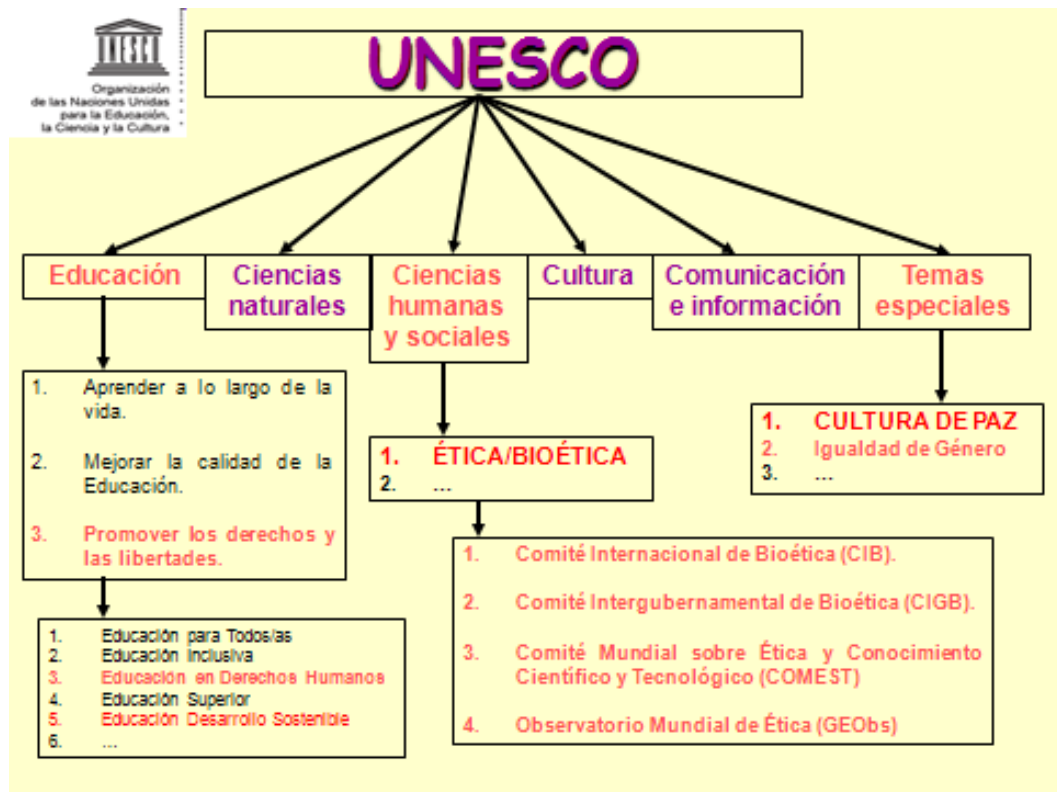 UNESCO
Organización
de las Naciones Unidas
para la Educación,
la Ciencia y la Cultura
UNESCO
Educación
Ciencias
naturales
Ciencias
humanas
y sociales
Cultura
Comunicación
e información
Temas
especiales
1. Aprender a lo largo de la
vida.
2. Mejorar la calidad de la
Educación.
3. Promover los derechos y
las libertades.
1. ÉTICA/BIOÉTICA
2. ...
1. CULTURA DE PAZ
2. Igualdad de Género
3. ...
1. Educación para Todos/as
2. Educación Inclusiva
3. Educación en Derechos Humanos
4. Educación Superior
5. Educación Desarrollo Sostenible
6. ...
1. Comité Internacional de Bioética (CIB).
2. Comité Intergubernamental de Bioética (CIGB).
3. Comité Mundial sobre Ética y Conocimiento
Científico y Tecnológico (COMEST)
4. Observatorio Mundial de Ética (GEObs)